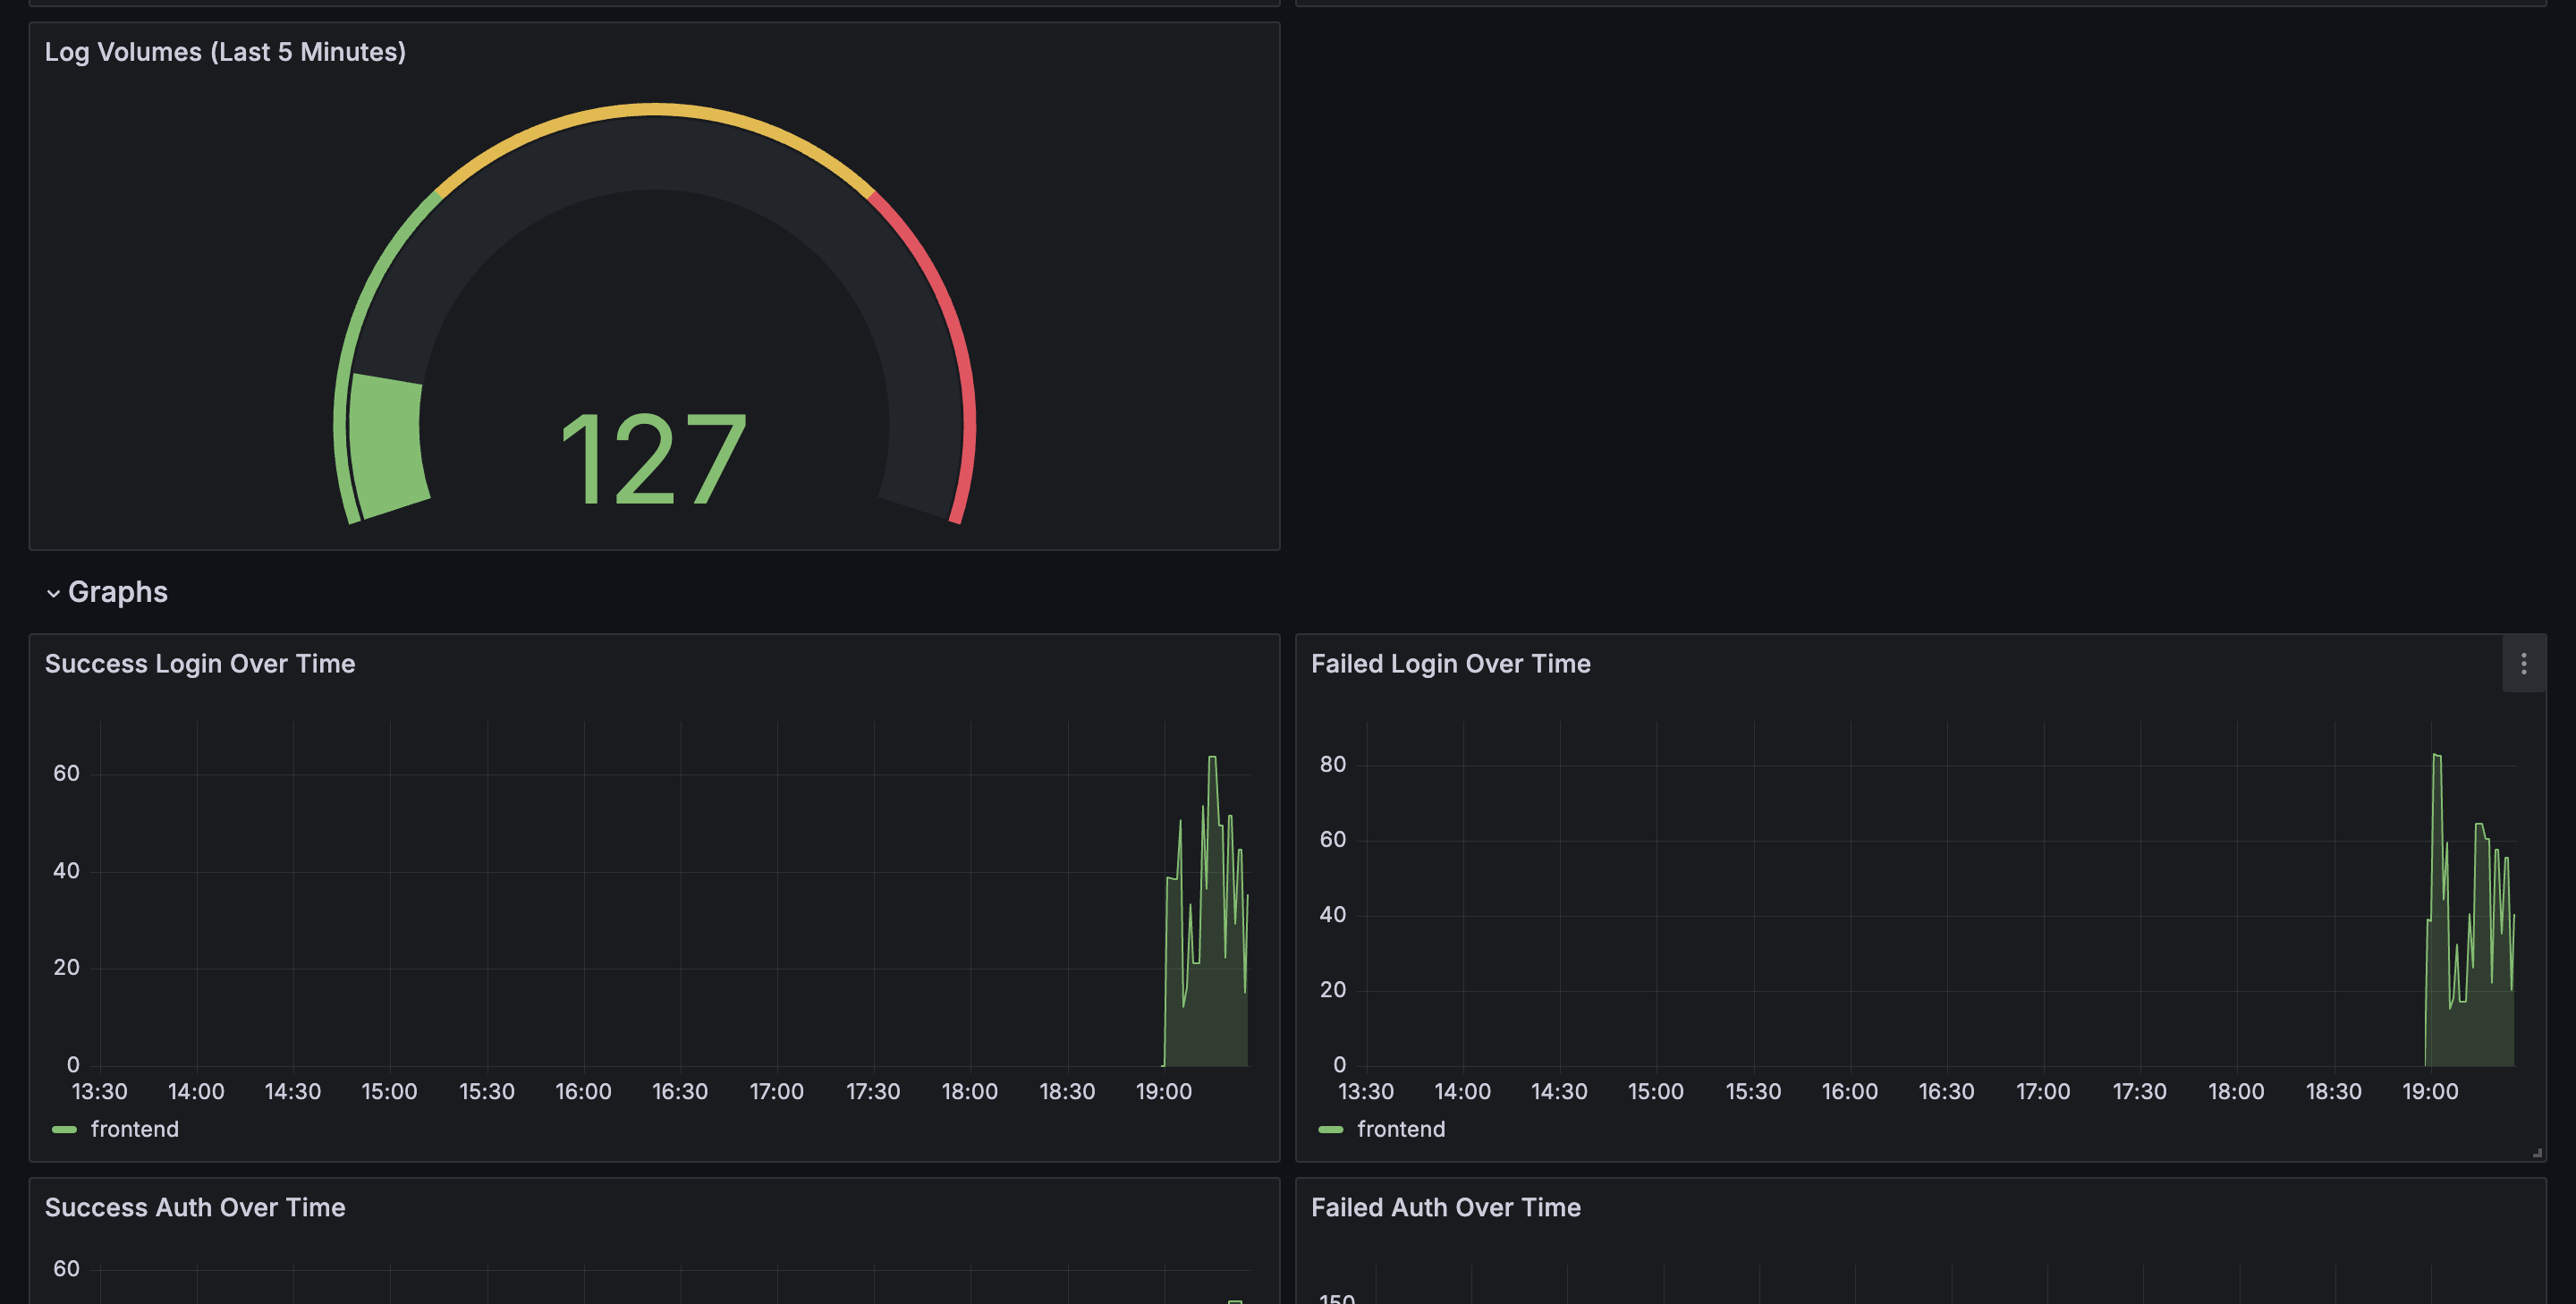 Log Volumes (Last 5 Minutes)
127
Graphs
Success Login Over Time
60
40
20
0
13:30 14:00 14:30 15:00 15:30 16:00 16:30 17:00 17:30 18:00 18:30 19:00
frontend
Failed Login Over Time
80
60
40
20
0
13:30 14:00 14:30 15:00 15:30 16:00 16:30 17:00 17:30 18:00 18:30 19:00
frontend
Success Auth Over Time
60
Failed Auth Over Time
150